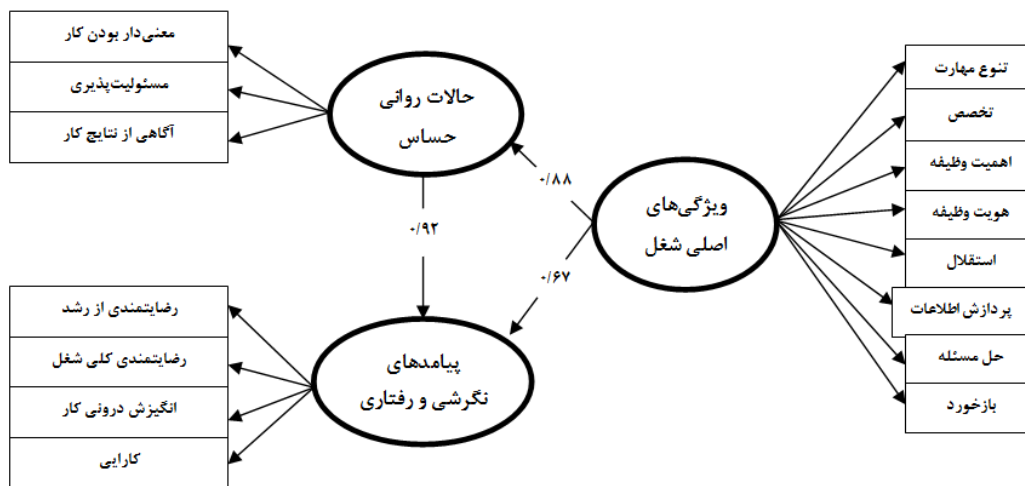 تنوع مهارت
تخصص
اهمیت وظیفه
هویت وظیفه
استقلال
پردازش اطلاعات
حل مسئله
بازخورد
ویژگی‌های
اصلی شغل
۰/۸۸
۰/۶۷
حالات روانی
حساس
۰/۹۲
پیامدهای
نگرشی و رفتاری
معنی‌دار بودن کار
مسئولیت‌پذیری
آگاهی از نتایج کار
رضایتمندی از رشد
رضایتمندی کلی شغل
انگیزش درونی کار
کارایی